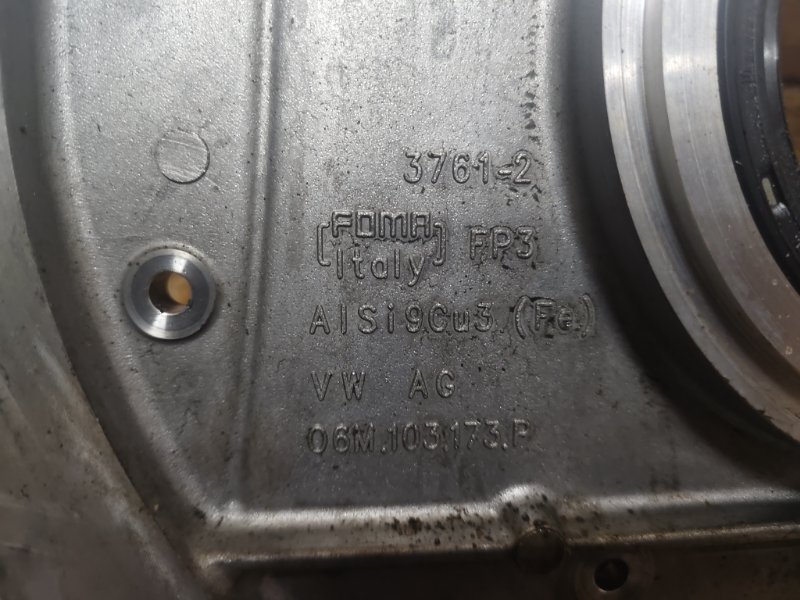 3761-2
FOMA FP3
Italy
AlSi9Cu3 (Fe)
VW AG
06M.103.173.P